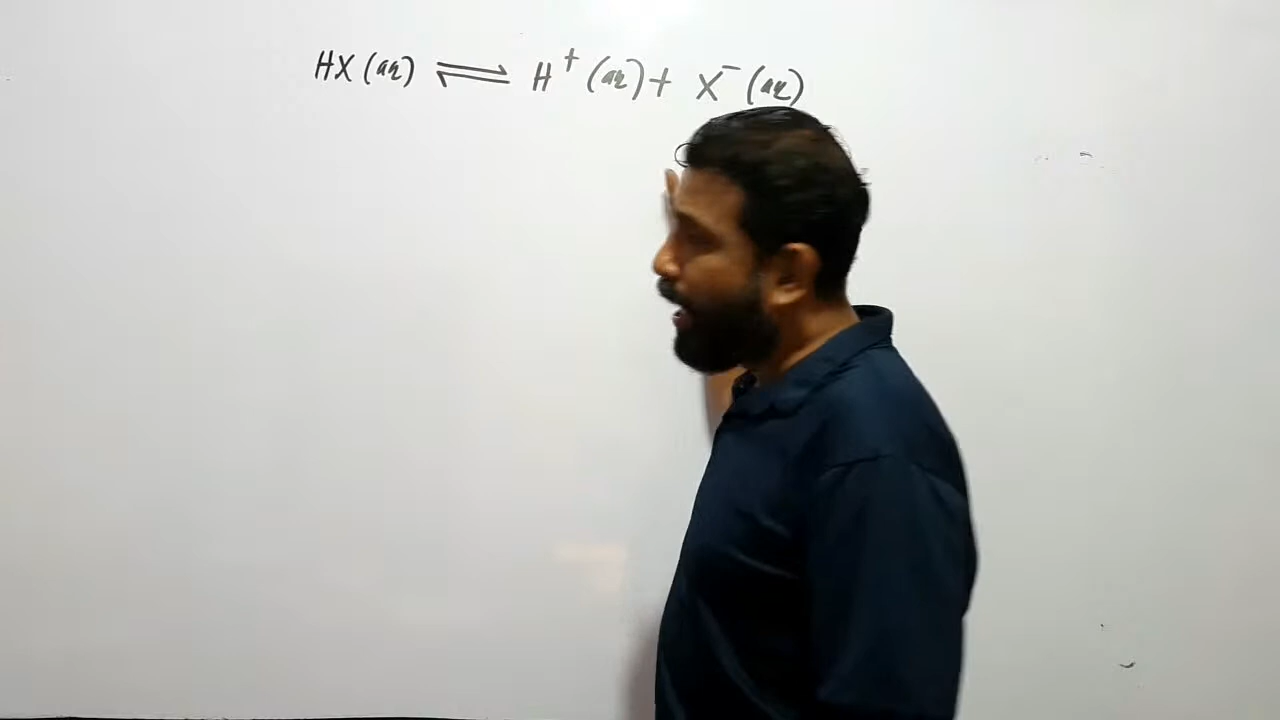 HX (aq) ⇌ H⁺ (aq) + X⁻ (aq)